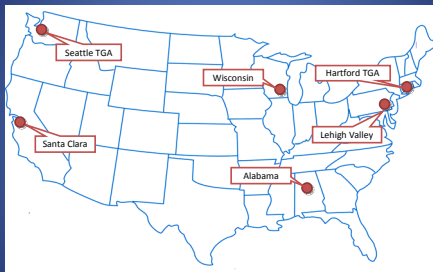 Seattle TGA
Wisconsin
Hartford TGA
Santa Clara
Lehigh Valley
Alabama